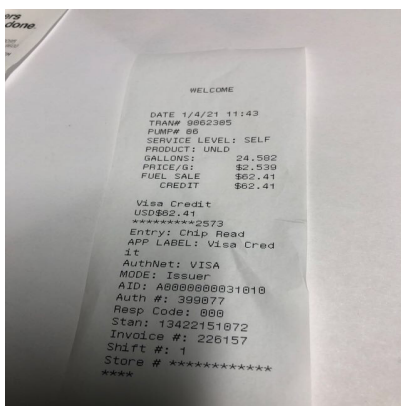 ers
done.
WELCOME
DATE 1/4/21 11:43
TRAN# 9062305
PUMP# 06
SERVICE LEVEL: SELF
PRODUCT: UNLD
GALLONS: 24.582
PRICE/G: $2.539
FUEL SALE $62.41
CREDIT $62.41
Visa Credit
USD$62.41
*********2573
Entry: Chip Read
APP LABEL: Visa Cred
it
AuthNet: VISA
MODE: Issuer
AID: A0000000031010
Auth #: 399077
Resp Code: 000
Stan: 13422151072
Invoice #: 226157
Shift #: 1
Store # ************
****